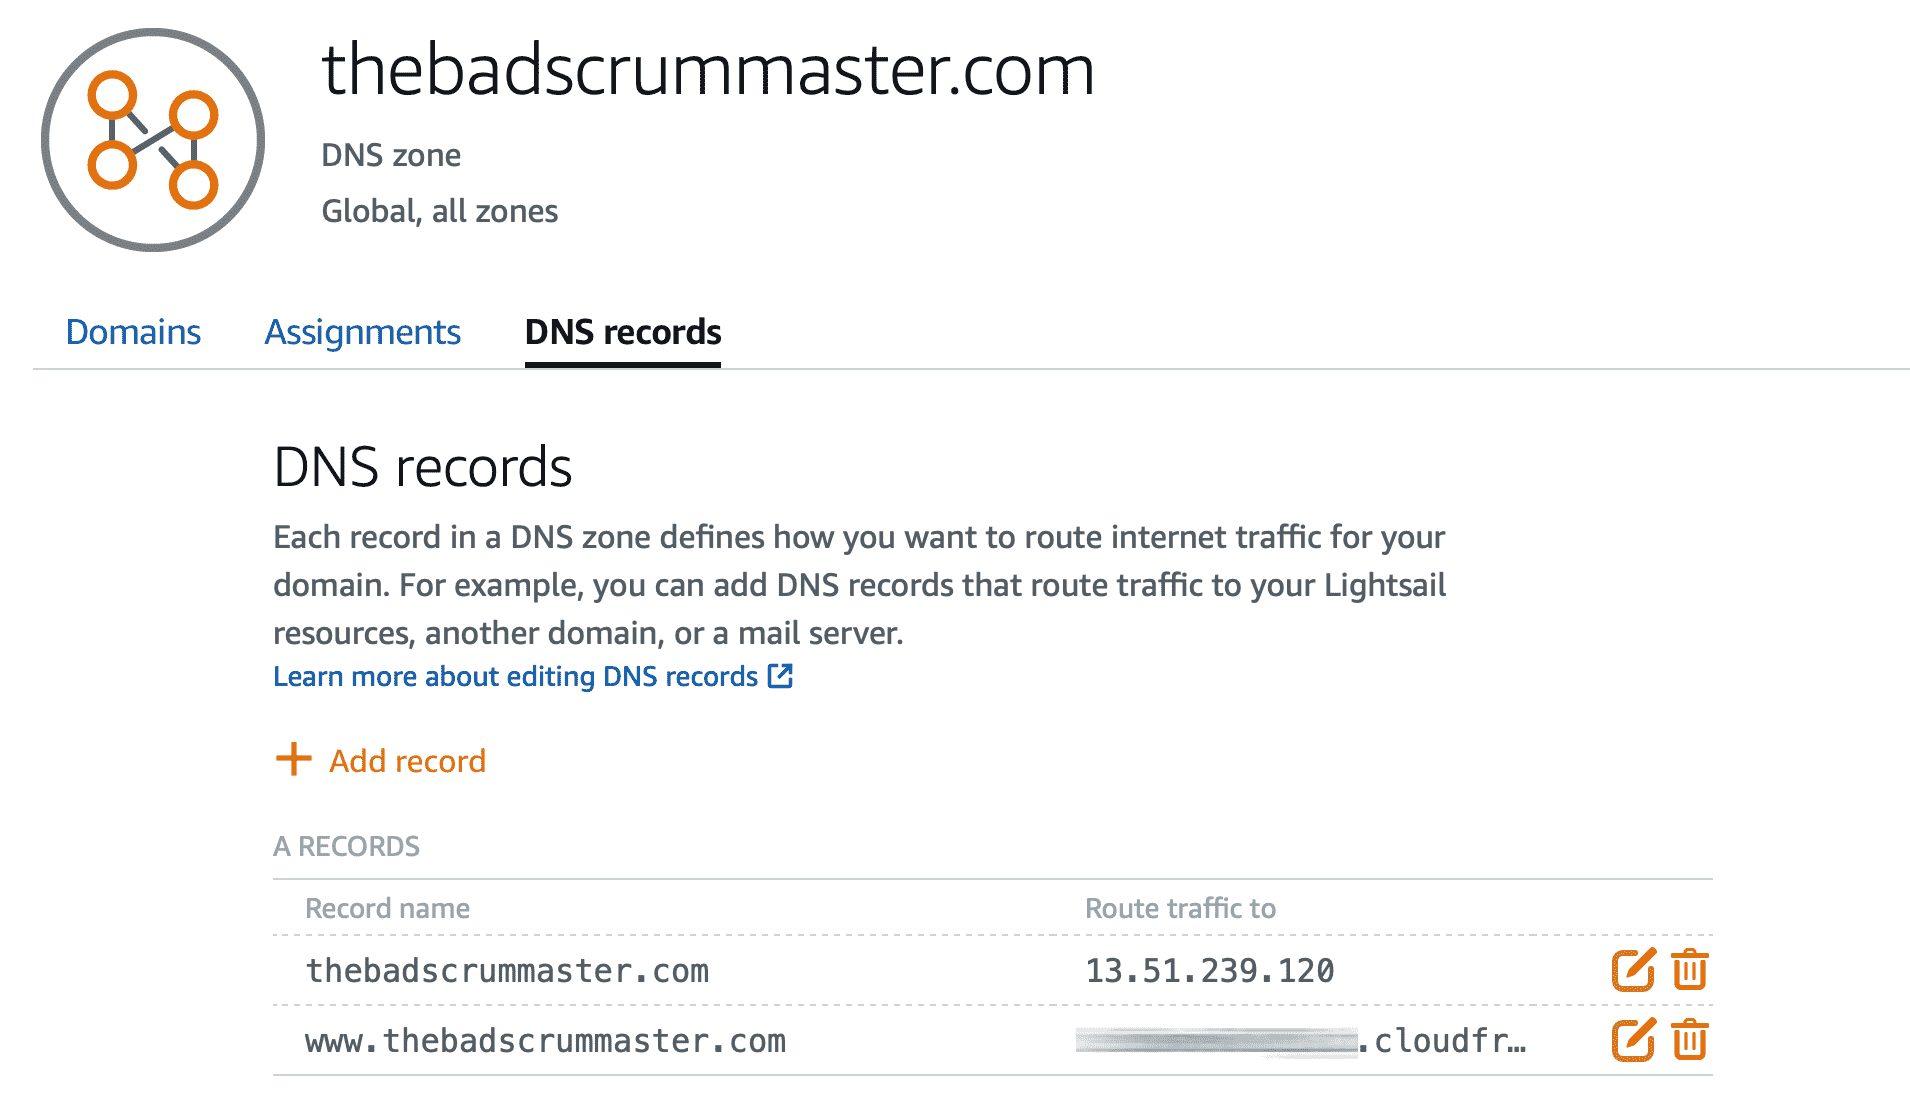 thebadscrummaster.com
DNS zone
Global, all zones
Domains Assignments DNS records
DNS records
Each record in a DNS zone defines how you want to route internet traffic for your
domain. For example, you can add DNS records that route traffic to your Lightsail
resources, another domain, or a mail server.
Learn more about editing DNS records
Add record
A RECORDS
Record name Route traffic to
thebadscrummaster.com 13.51.239.120
www.thebadscrummaster.com .cloudfr…